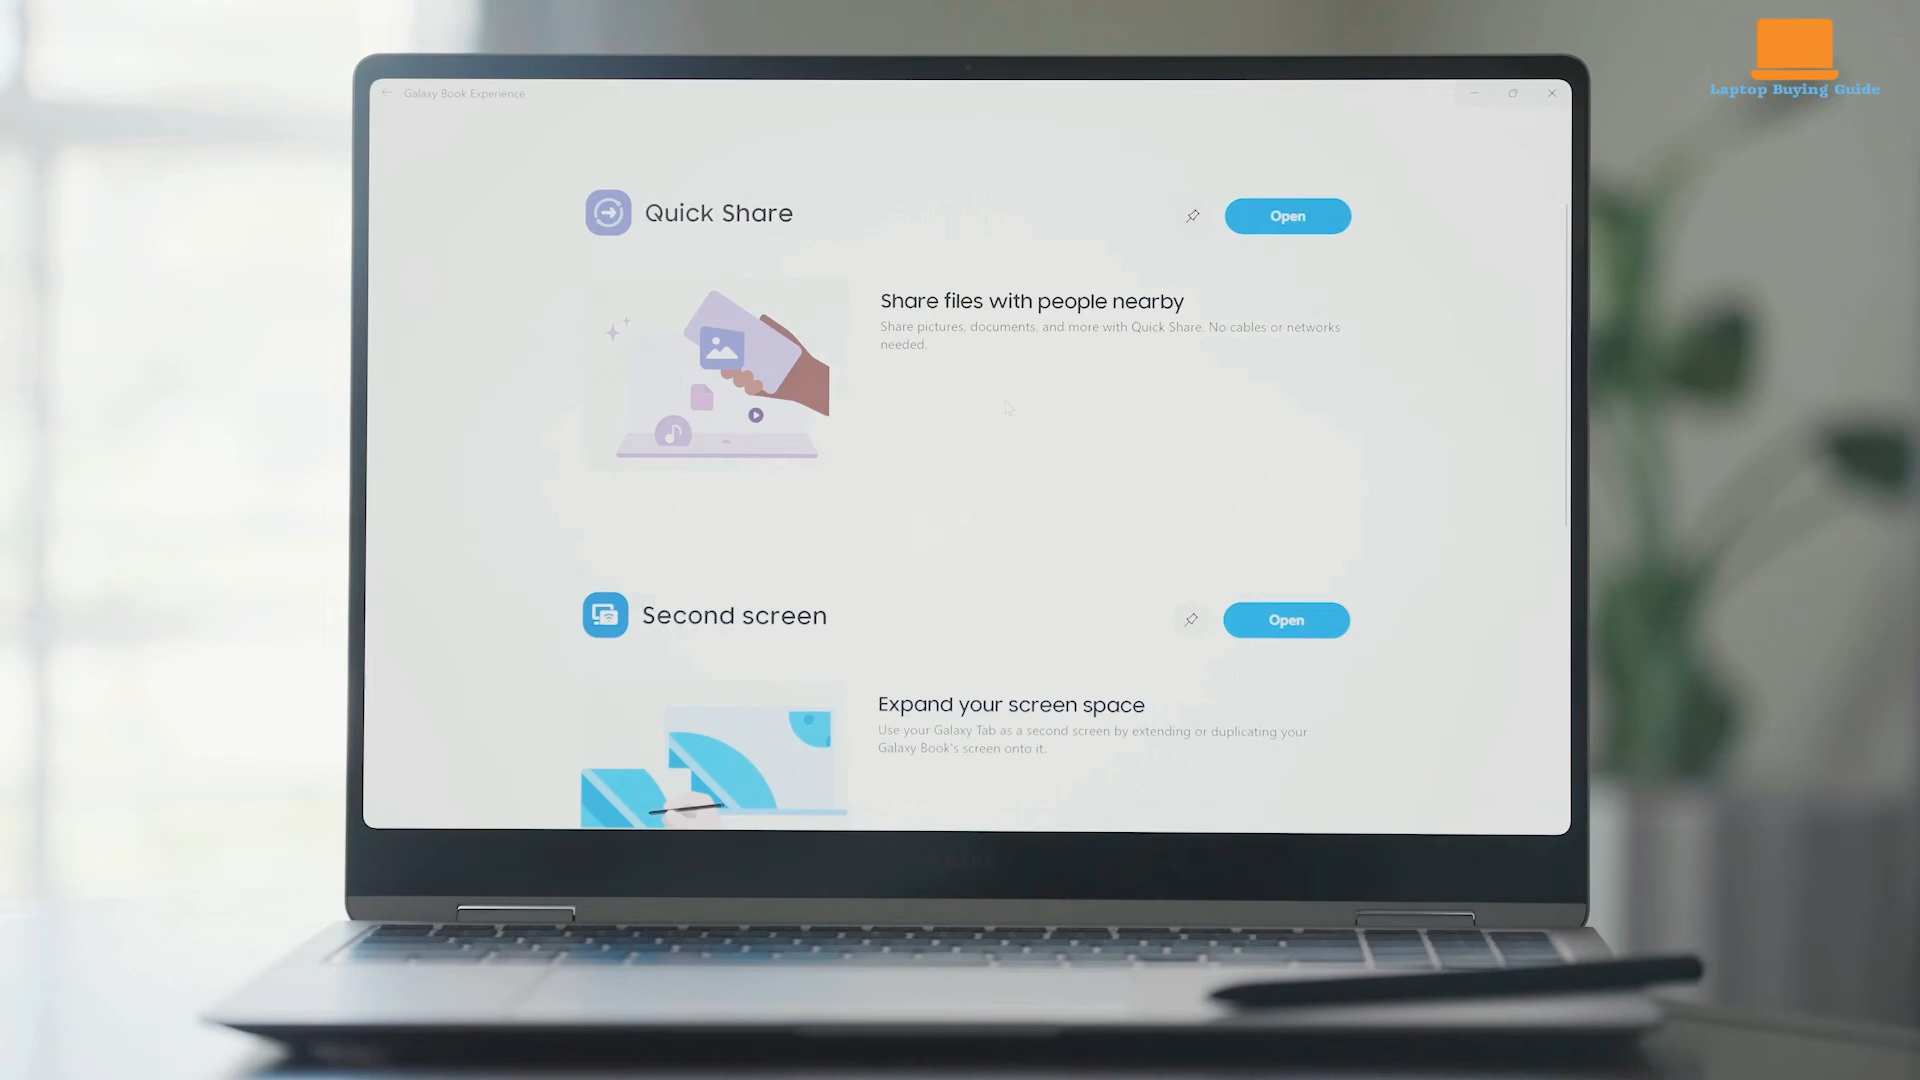 Galaxy Book Experience
Laptop Buying Guide
Quick Share
Open
Share files with people nearby
Share pictures, documents, and more with Quick Share. No cables or networks
needed.
Second screen
Open
Expand your screen space
Use your Galaxy Tab as a second screen by extending or duplicating your
Galaxy Book's screen onto it.